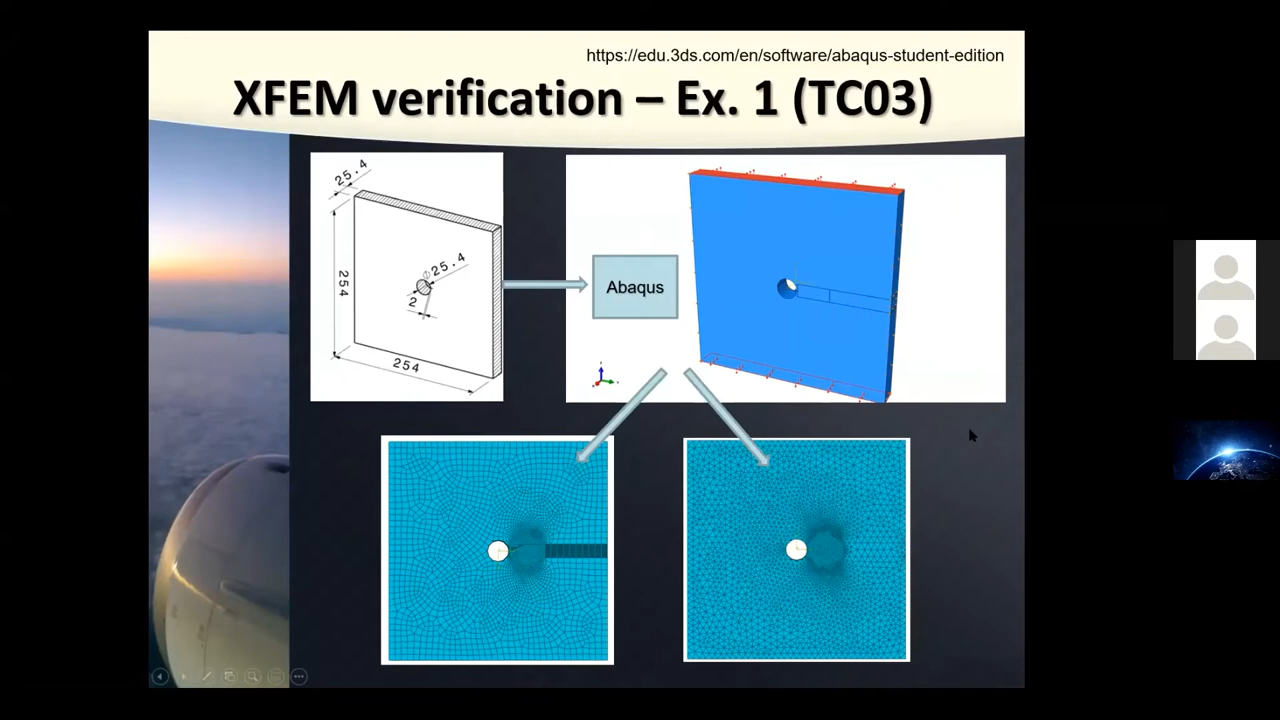 https://edu.3ds.com/en/software/abaqus-student-edition
XFEM verification – Ex. 1 (TC03)
25.4
254
∅25.4
2
254
Abaqus